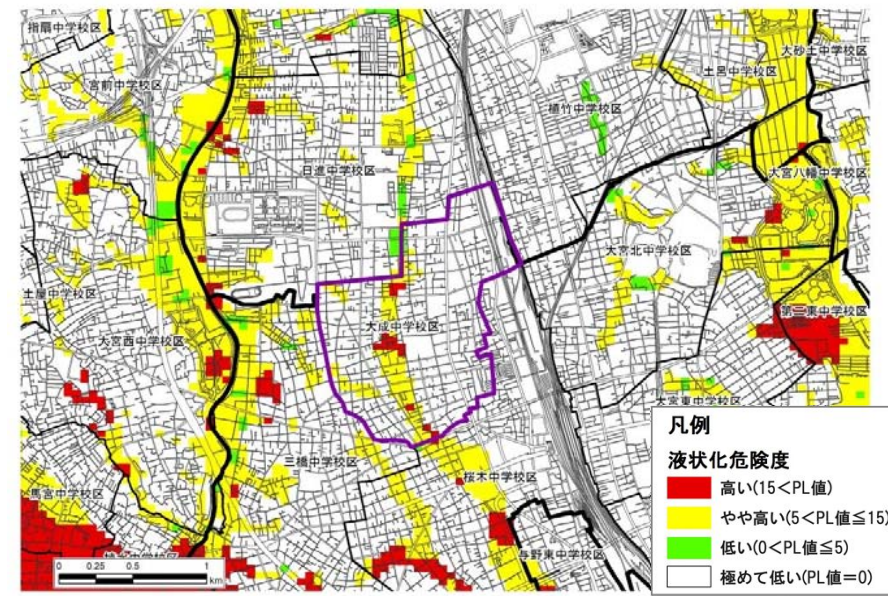 指扇中学校区
大砂土中学校区
土呂中学校区
宮前中学校区
植竹中学校区
日進中学校区
大宮八幡中学校区
大宮北中学校区
土屋中学校区
第二東中学校区
大成中学校区
大宮西中学校区
大宮東中学校区
三橋中学校区
桜木中学校区
馬宮中学校区
与野東中学校区
0 0.25 0.5 1
km
凡例
液状化危険度
高い(15＜PL値)
やや高い(5＜PL値≦15)
低い(0＜PL値≦5)
極めて低い(PL値＝0)